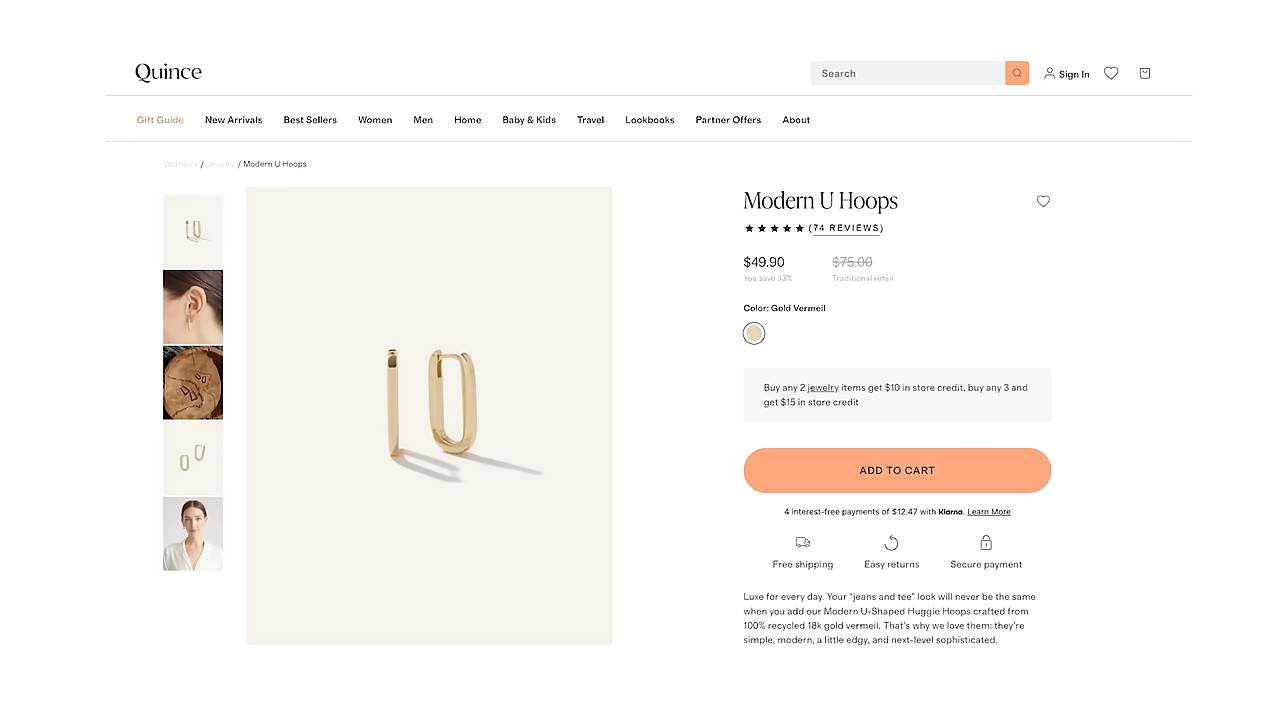 Quince
Search
Sign In
Gift Guide New Arrivals Best Sellers Women Men Home Baby & Kids Travel Lookbooks Partner Offers About
Women's / Jewelry / Modern U Hoops
Modern U Hoops
(74 REVIEWS)
$49.90 $75.00
You save 33% Traditional retail
Color: Gold Vermeil
Buy any 2 jewelry items get $10 in store credit, buy any 3 and
get $15 in store credit
ADD TO CART
4 interest-free payments of $12.47 with Klarna. Learn More
Free shipping Easy returns Secure payment
Luxe for every day. Your “jeans and tee” look will never be the same
when you add our Modern U-Shaped Huggie Hoops crafted from
100% recycled 18k gold vermeil. That's why we love them: they're
simple, modern, a little edgy, and next-level sophisticated.